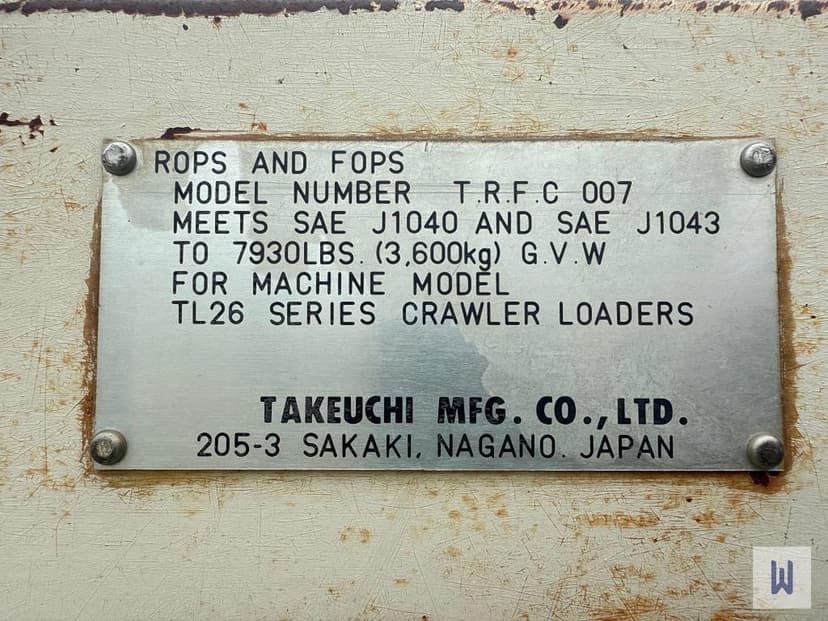 ROPS AND FOPS
MODEL NUMBER T.R.F.C 007
MEETS SAE J1040 AND SAE J1043
TO 7930LBS. (3,600kg) G.V.W
FOR MACHINE MODEL
TL26 SERIES CRAWLER LOADERS
TAKEUCHI MFG. CO., LTD.
205-3 SAKAKI, NAGANO. JAPAN
W